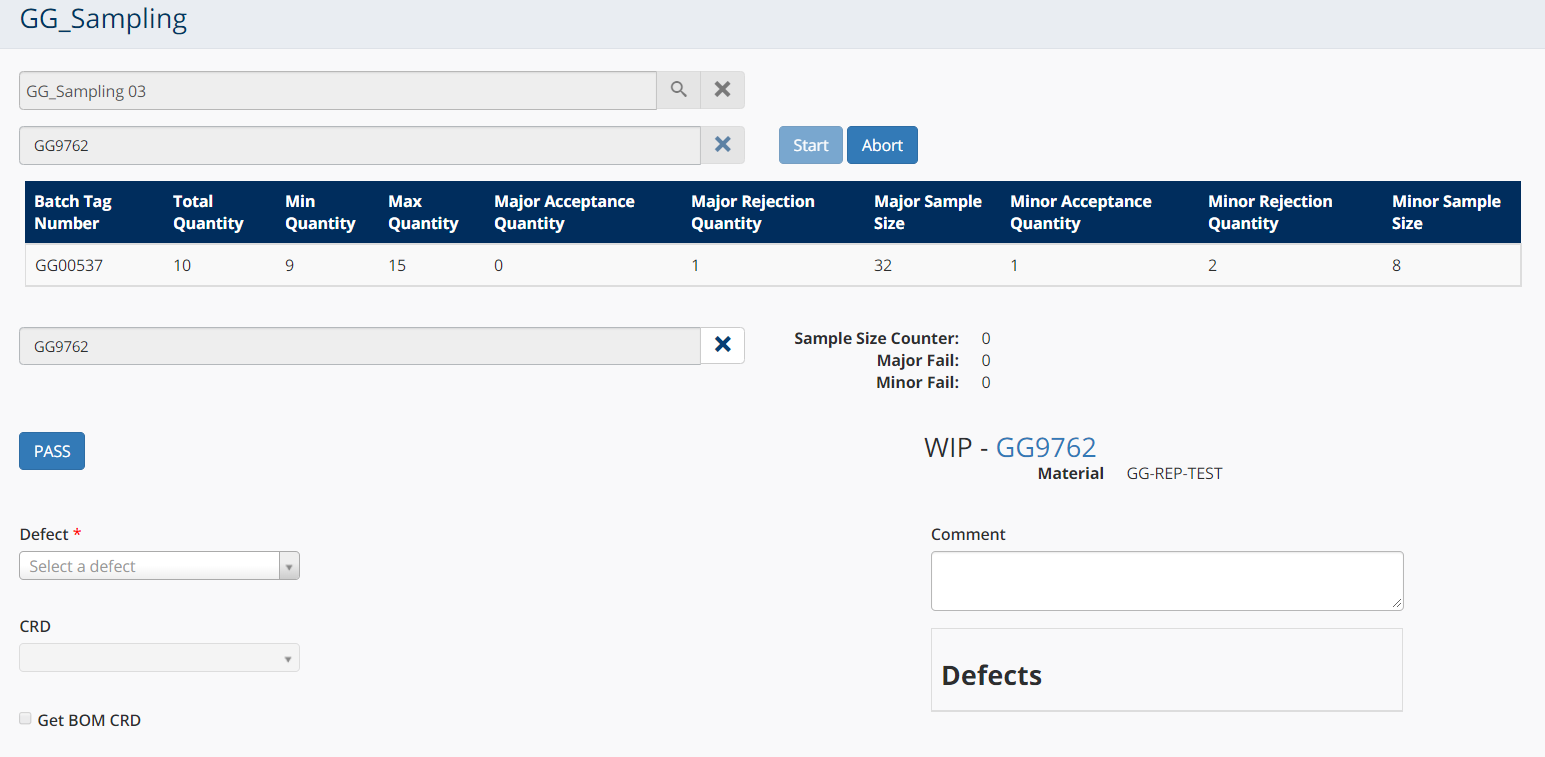 GG_Sampling
GG_Sampling 03
GG9762
Start Abort
Batch Tag Number Total Quantity Min Quantity Max Quantity Major Acceptance Quantity Major Rejection Quantity Major Sample Size Minor Acceptance Quantity Minor Rejection Quantity Minor Sample Size
GG00537 10 9 15 0 1 32 1 2 8
GG9762
Sample Size Counter: 0
Major Fail: 0
Minor Fail: 0
PASS
WIP - GG9762
Material GG-REP-TEST
Defect *
Select a defect
Comment
CRD
Defects
Get BOM CRD